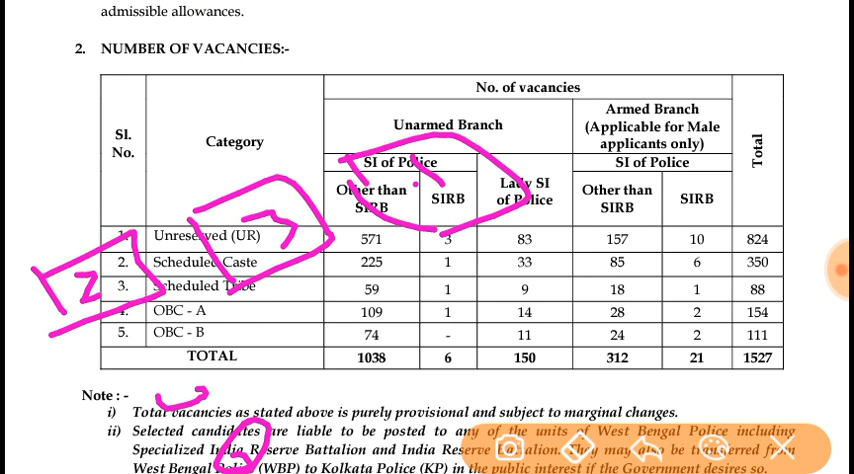 admissible allowances.
2. NUMBER OF VACANCIES:-
No. of vacancies
Sl. No. Category Unarmed Branch Armed Branch (Applicable for Male applicants only) Total
SI of Police Lady SI of Police SI of Police
Other than SIRB SIRB Other than SIRB SIRB
1. Unreserved (UR) 571 3 83 157 10 824
2. Scheduled Caste 225 1 33 85 6 350
3. Scheduled Tribe 59 1 9 18 1 88
4. OBC - A 109 1 14 28 2 154
5. OBC - B 74 - 11 24 2 111
TOTAL 1038 6 150 312 21 1527
Note : -
i) Total vacancies as stated above is purely provisional and subject to marginal changes.
ii) Selected candidates are liable to be posted to any of the units of West Bengal Police including
Specialized India Reserve Battalion and India Reserve Battalion. They may also be transferred from
West Bengal Police (WBP) to Kolkata Police (KP) in the public interest if the Government desires so.